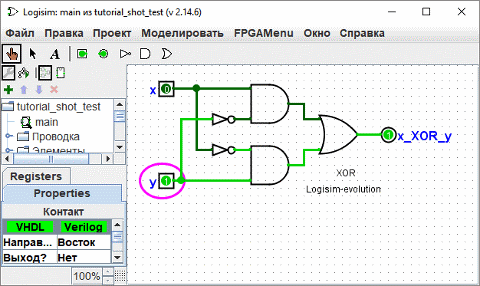 Logisim: main из tutorial_shot_test (v 2.14.6)
Файл Правка Проект Моделировать FPGAMenu Окно Справка
A
tutorial_shot_test
main
Проводка
Элементы
Registers
Properties
Контакт
VHDL Verilog
Направ... Восток
Выход? Нет
100%
x 0
y 1
1 x_XOR_y
XOR
Logisim-evolution